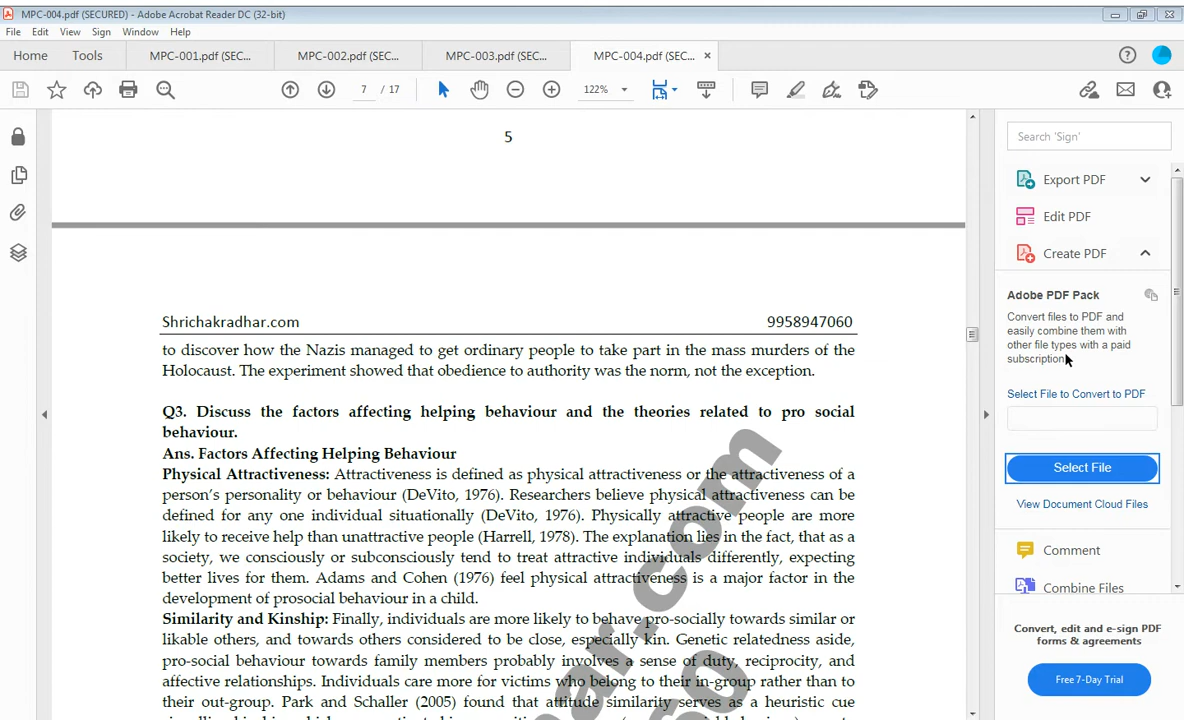 MPC-004.pdf (SECURED) - Adobe Acrobat Reader DC (32-bit)
File Edit View Sign Window Help
Home Tools MPC-001.pdf (SEC... MPC-002.pdf (SEC... MPC-003.pdf (SEC... MPC-004.pdf (SEC... ×
7 / 17 122%
5
Shrichakradhar.com 9958947060
to discover how the Nazis managed to get ordinary people to take part in the mass murders of the
Holocaust. The experiment showed that obedience to authority was the norm, not the exception.
Q3. Discuss the factors affecting helping behaviour and the theories related to pro social
behaviour.
Ans. Factors Affecting Helping Behaviour
Physical Attractiveness: Attractiveness is defined as physical attractiveness or the attractiveness of a
person's personality or behaviour (DeVito, 1976). Researchers believe physical attractiveness can be
defined for any one individual situationally (DeVito, 1976). Physically attractive people are more
likely to receive help than unattractive people (Harrell, 1978). The explanation lies in the fact, that as a
society, we consciously or subconsciously tend to treat attractive individuals differently, expecting
better lives for them. Adams and Cohen (1976) feel physical attractiveness is a major factor in the
development of prosocial behaviour in a child.
Similarity and Kinship: Finally, individuals are more likely to behave pro-socially towards similar or
likable others, and towards others considered to be close, especially kin. Genetic relatedness aside,
pro-social behaviour towards family members probably involves a sense of duty, reciprocity, and
affective relationships. Individuals care more for victims who belong to their in-group rather than to
their out-group. Park and Schaller (2005) found that attitude similarity serves as a heuristic cue
ar.com
Search 'Sign'
Export PDF
Edit PDF
Create PDF
Adobe PDF Pack
Convert files to PDF and
easily combine them with
other file types with a paid
subscription
Select File to Convert to PDF
Select File
View Document Cloud Files
Comment
Combine Files
Convert, edit and e-sign PDF
forms & agreements
Free 7-Day Trial